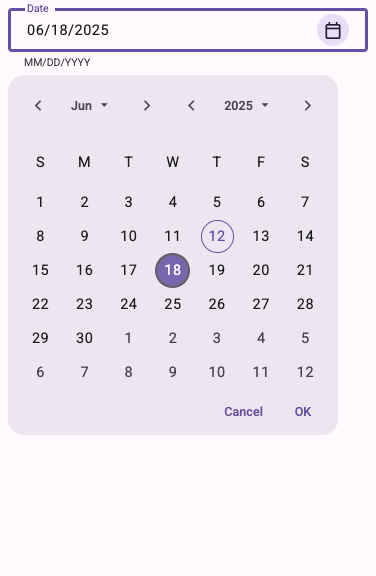 Date
06/18/2025
MM/DD/YYYY
Jun 2025
S M T W T F S
1 2 3 4 5 6 7
8 9 10 11 12 13 14
15 16 17 18 19 20 21
22 23 24 25 26 27 28
29 30 1 2 3 4 5
6 7 8 9 10 11 12
Cancel OK